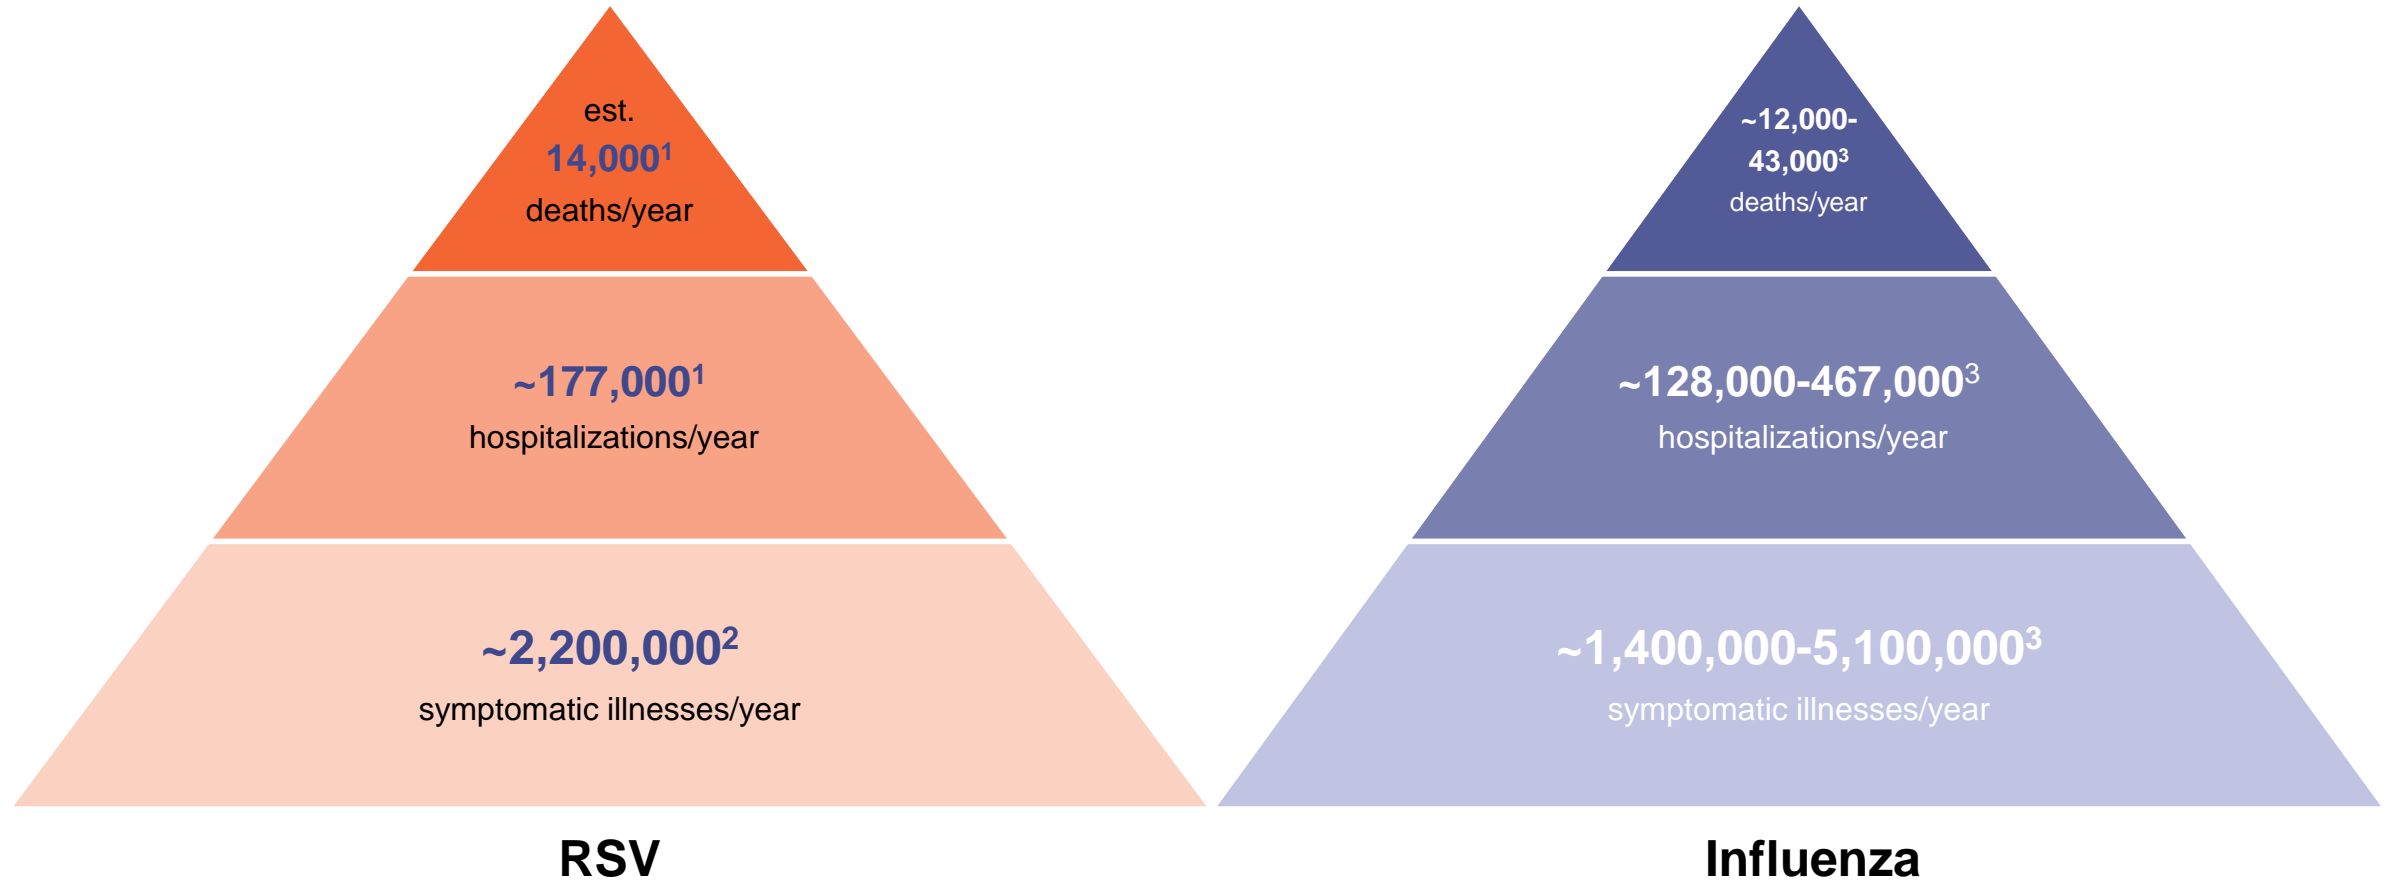 est.
14,000¹
deaths/year
~177,000¹
hospitalizations/year
~2,200,000²
symptomatic illnesses/year
RSV
~12,000-
43,000³
deaths/year
~128,000-467,000³
hospitalizations/year
~1,400,000-5,100,000³
symptomatic illnesses/year
Influenza